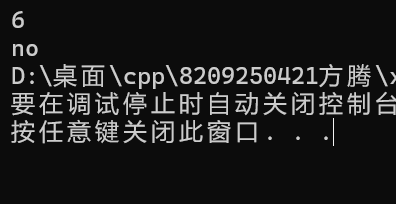 6
no
D:\桌面\cpp\8209250421方腾\x
要在调试停止时自动关闭控制台
按任意键关闭此窗口. . .